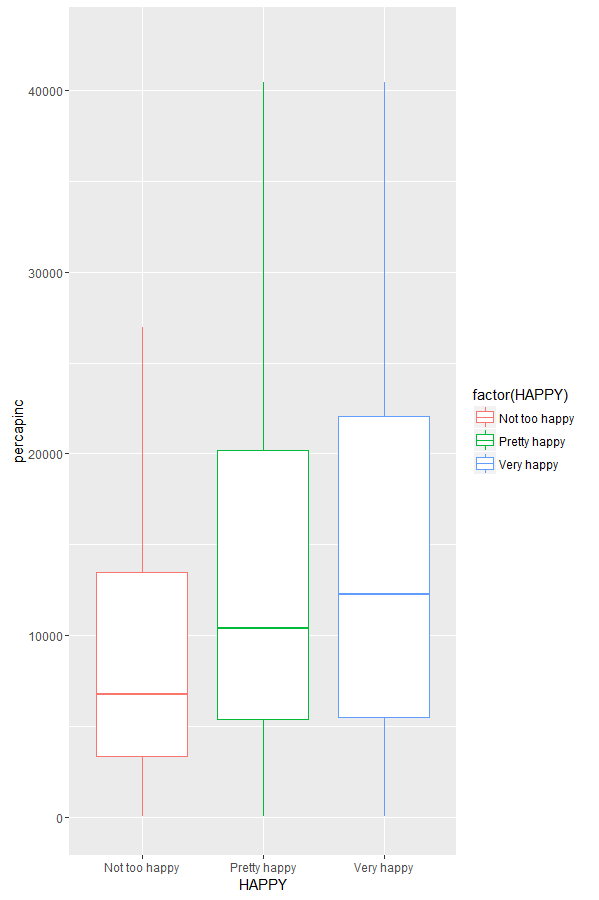 percapinc
40000
30000
20000
10000
0
Not too happy
Pretty happy
Very happy
HAPPY
factor(HAPPY)
Not too happy
Pretty happy
Very happy